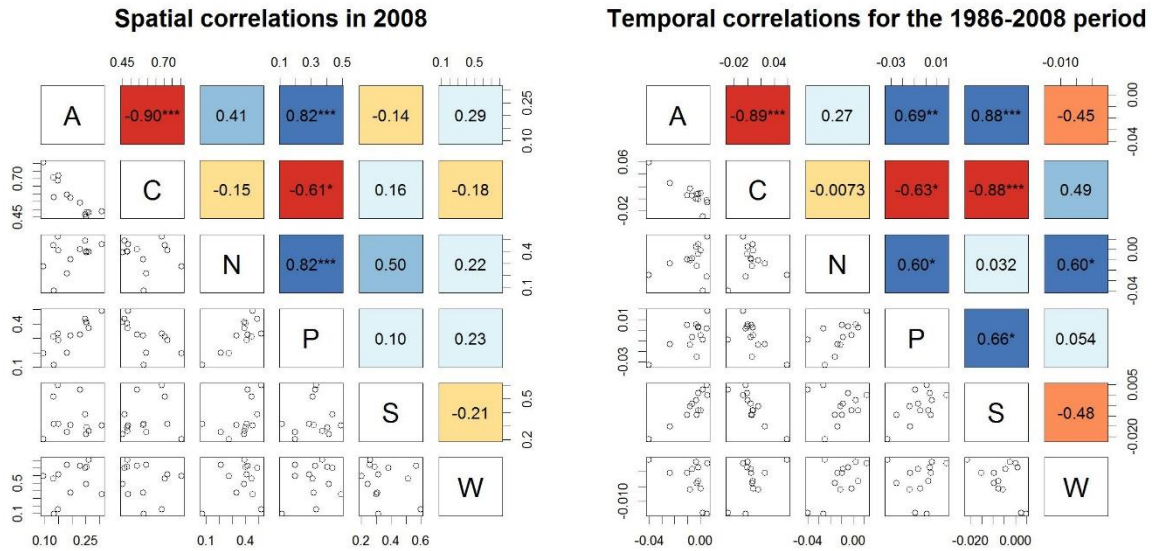 Spatial correlations in 2008
0.45 0.70 0.1 0.3 0.5 0.1 0.5
A -0.90*** 0.41 0.82*** -0.14 0.29 0.10 0.25
0.45 0.70 C -0.15 -0.61* 0.16 -0.18
N 0.82*** 0.50 0.22 0.1 0.4
0.1 0.4 P 0.10 0.23
S -0.21 0.2 0.5
0.1 0.5 W
0.10 0.25 0.1 0.4 0.2 0.4 0.6
Temporal correlations for the 1986-2008 period
-0.02 0.04 -0.03 0.01 -0.010
A -0.89*** 0.27 0.69** 0.88*** -0.45 -0.04 0.00
-0.02 0.06 C -0.0073 -0.63* -0.88*** 0.49
N 0.60* 0.032 0.60* -0.04 0.00
-0.03 0.01 P 0.66* 0.054
S -0.48 -0.020 0.005
-0.010 W
-0.04 0.00 -0.04 0.00 -0.020 0.000